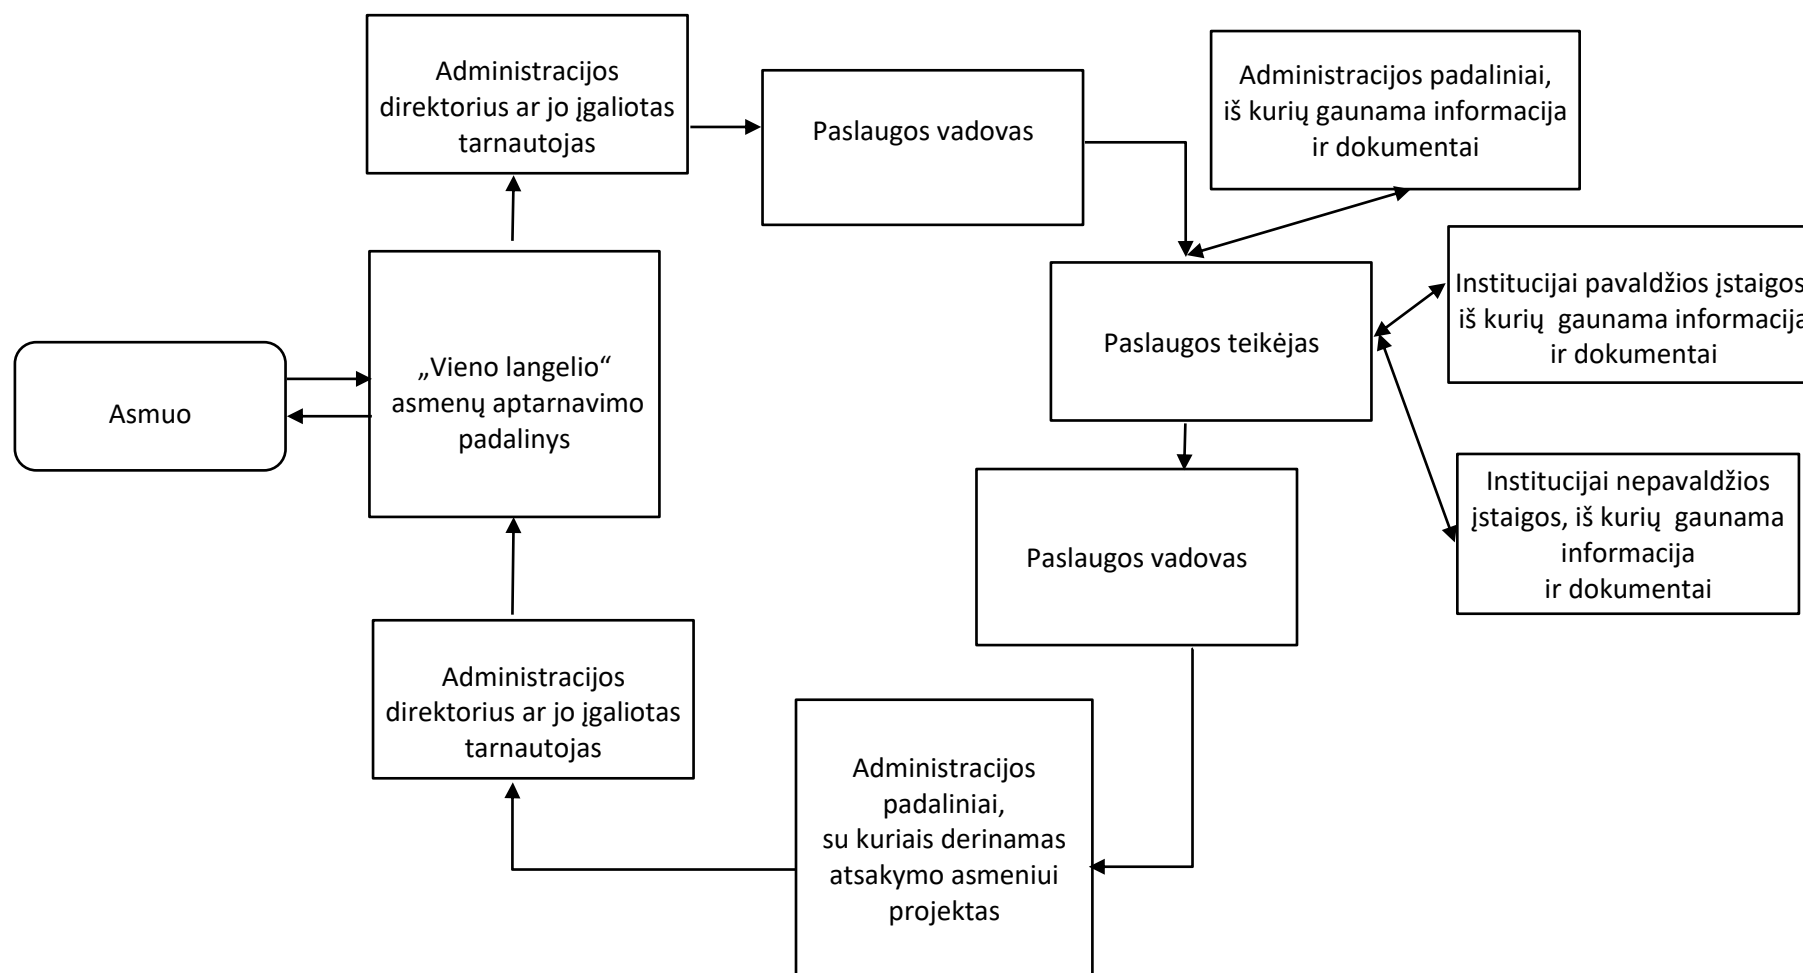 Administracijos
direktorius ar jo įgaliotas
tarnautojas
Paslaugos vadovas
Administracijos padaliniai,
iš kurių gaunama informacija
ir dokumentai
„Vieno langelio“
asmenų aptarnavimo
padalinys
Asmuo
Paslaugos teikėjas
Institucijai pavaldžios įstaigos
iš kurių gaunama informacija
ir dokumentai
Paslaugos vadovas
Institucijai nepavaldžios
įstaigos, iš kurių gaunama
informacija
ir dokumentai
Administracijos
direktorius ar jo įgaliotas
tarnautojas
Administracijos
padaliniai,
su kuriais derinamas
atsakymo asmeniui
projektas